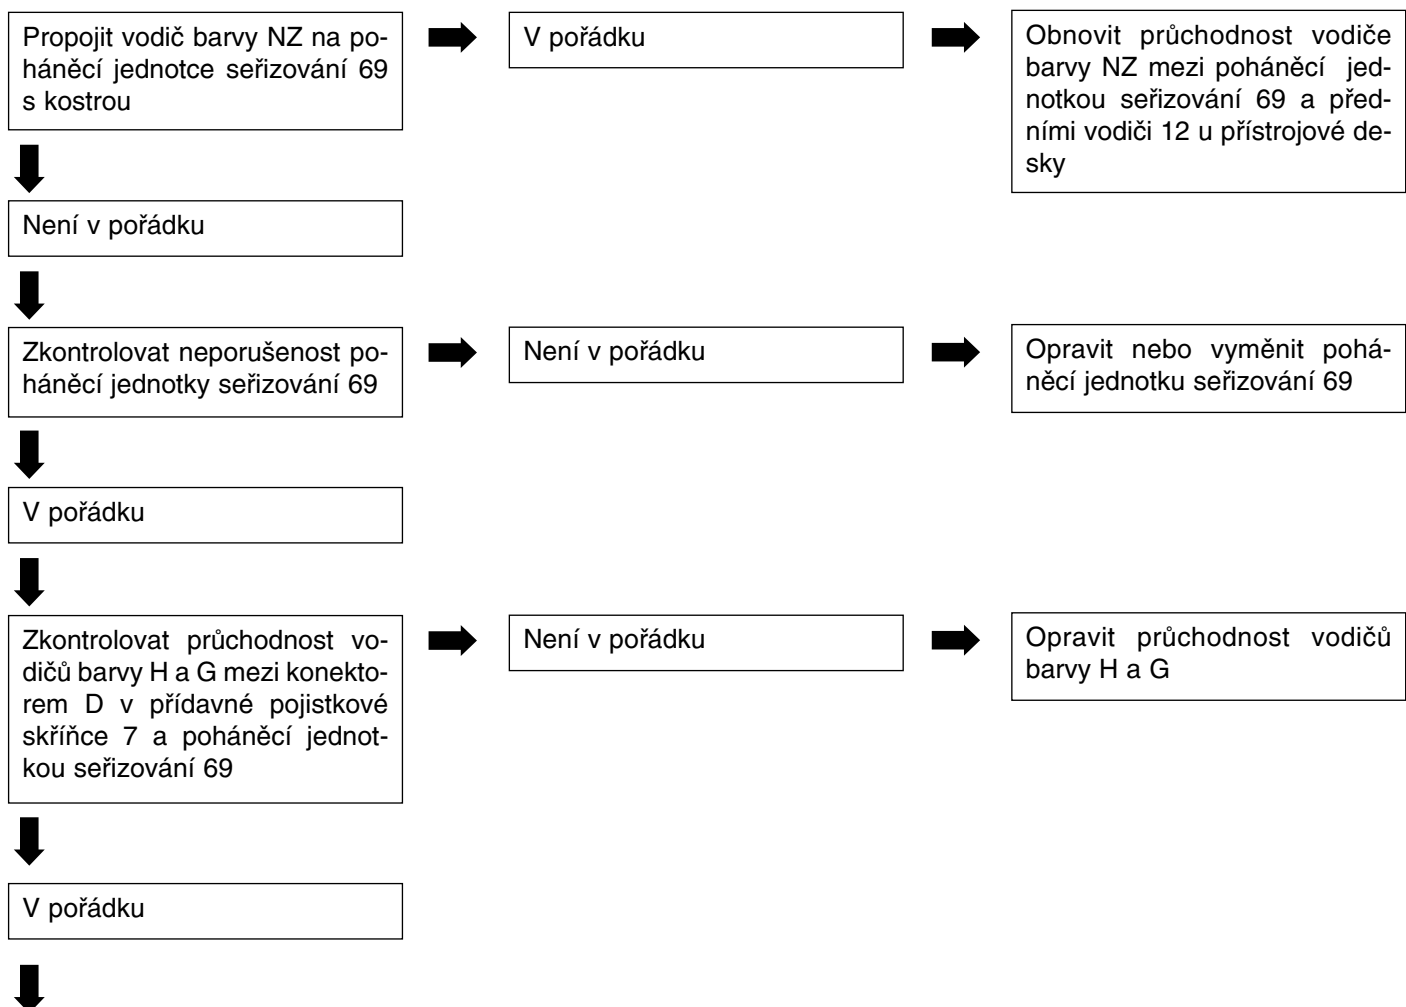 Propojit vodič barvy NZ na po-
háněcí jednotce seřizování 69
s kostrou
V pořádku
Obnovit průchodnost vodiče
barvy NZ mezi poháněcí jed-
notkou seřizování 69 a před-
ními vodiči 12 u přístrojové de-
sky
Není v pořádku
Zkontrolovat neporušenost po-
háněcí jednotky seřizování 69
Není v pořádku
Opravit nebo vyměnit pohá-
něcí jednotku seřizování 69
V pořádku
Zkontrolovat průchodnost vo-
dičů barvy H a G mezi konekto-
rem D v přídavné pojistkové
skříňce 7 a poháněcí jednot-
kou seřizování 69
Není v pořádku
Opravit průchodnost vodičů
barvy H a G
V pořádku